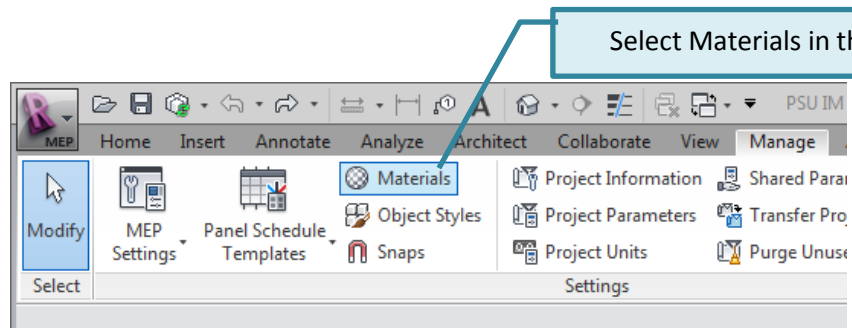 Select Materials in th
PSU IM
MEP Home Insert Annotate Analyze Architect Collaborate View Manage
Materials Project Information Shared Para
Modify MEP Settings Panel Schedule Templates Object Styles Project Parameters Transfer Pro
Snaps Project Units Purge Unuse
Select Settings